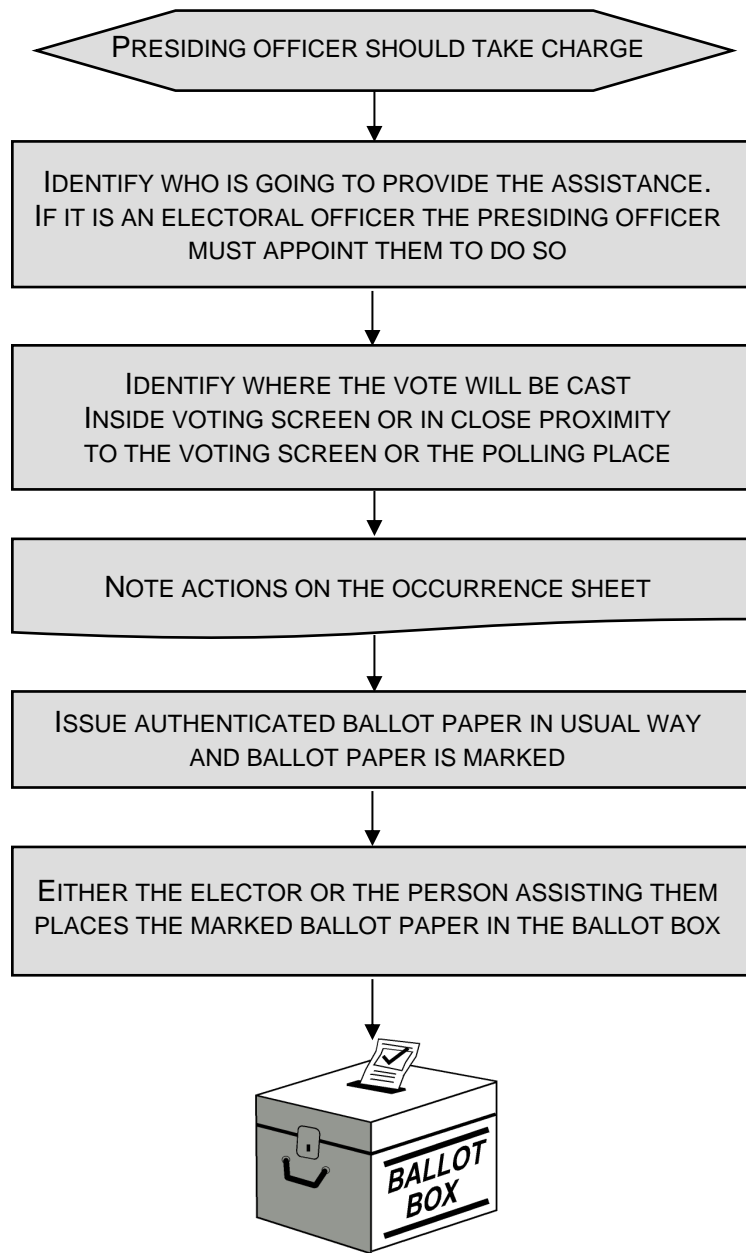 PRESIDING OFFICER SHOULD TAKE CHARGE
IDENTIFY WHO IS GOING TO PROVIDE THE ASSISTANCE.
IF IT IS AN ELECTORAL OFFICER THE PRESIDING OFFICER
MUST APPOINT THEM TO DO SO
IDENTIFY WHERE THE VOTE WILL BE CAST
INSIDE VOTING SCREEN OR IN CLOSE PROXIMITY
TO THE VOTING SCREEN OR THE POLLING PLACE
NOTE ACTIONS ON THE OCCURRENCE SHEET
ISSUE AUTHENTICATED BALLOT PAPER IN USUAL WAY
AND BALLOT PAPER IS MARKED
EITHER THE ELECTOR OR THE PERSON ASSISTING THEM
PLACES THE MARKED BALLOT PAPER IN THE BALLOT BOX
BALLOT
BOX